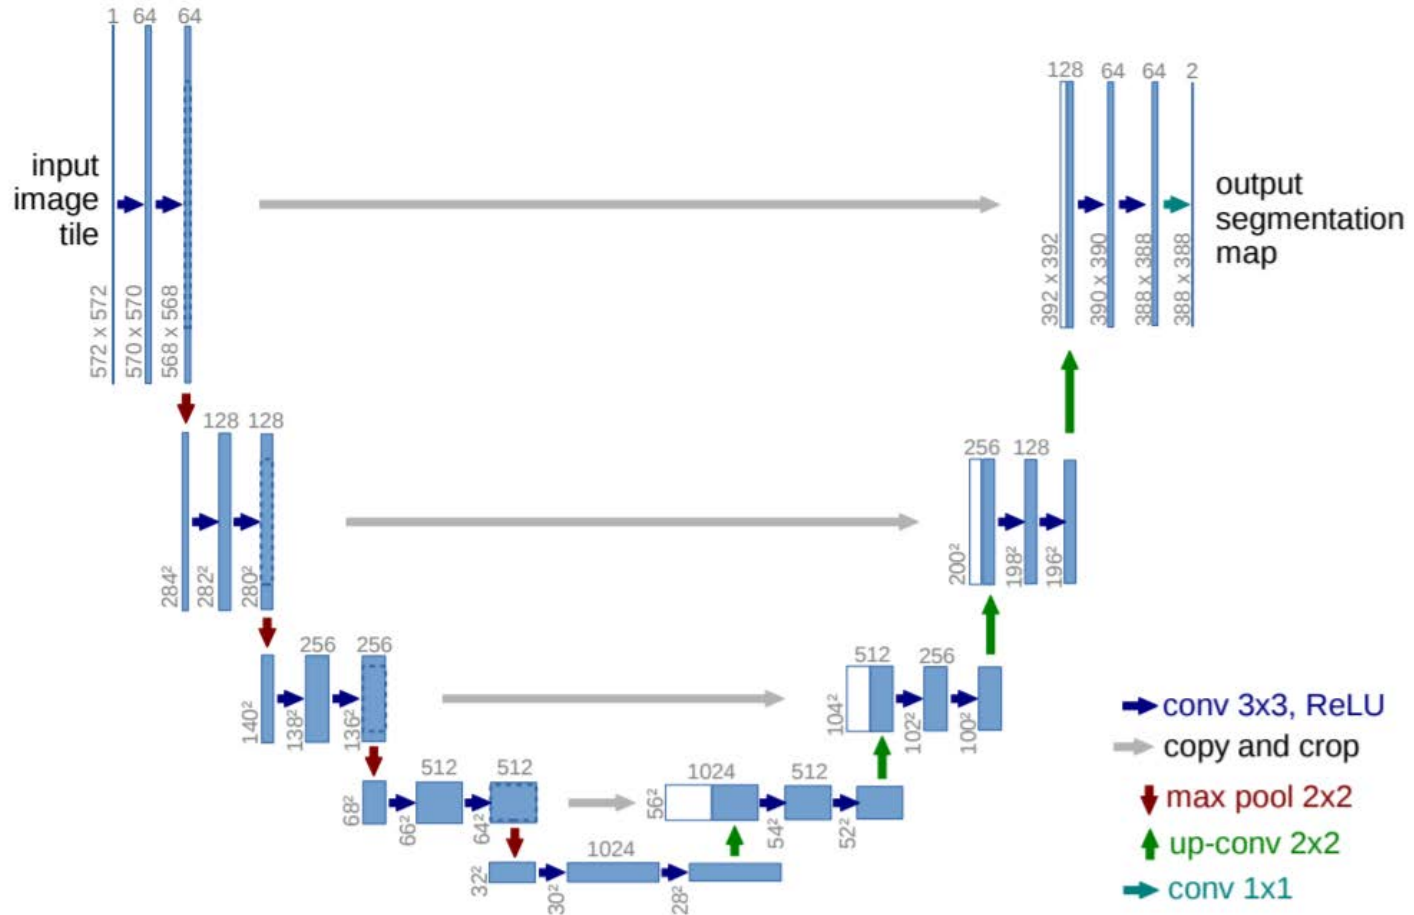 1 64 64
input
image
tile
572 x 572
570 x 570
568 x 568
128 64 64 2
output
segmentation
map
392 x 392
390 x 390
388 x 388
388 x 388
128 128
284²
282²
280²
256 128
200²
198²
196²
256 256
140²
138²
136²
512 256
104²
102²
100²
512 512
68²
66²
64²
1024 512
56²
54²
52²
1024
32²
30²
28²
conv 3x3, ReLU
copy and crop
max pool 2x2
up-conv 2x2
conv 1x1